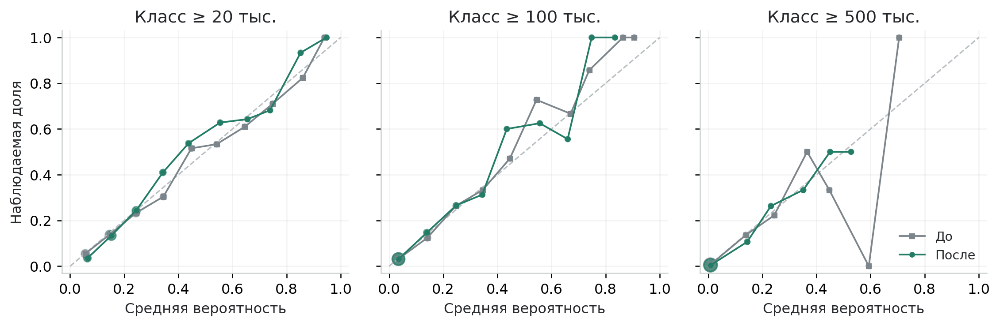 Класс ≥ 20 тыс.
Класс ≥ 100 тыс.
Класс ≥ 500 тыс.
Наблюдаемая доля
1.0
0.8
0.6
0.4
0.2
0.0
0.0 0.2 0.4 0.6 0.8 1.0
0.0 0.2 0.4 0.6 0.8 1.0
0.0 0.2 0.4 0.6 0.8 1.0
Средняя вероятность
Средняя вероятность
Средняя вероятность
До
После